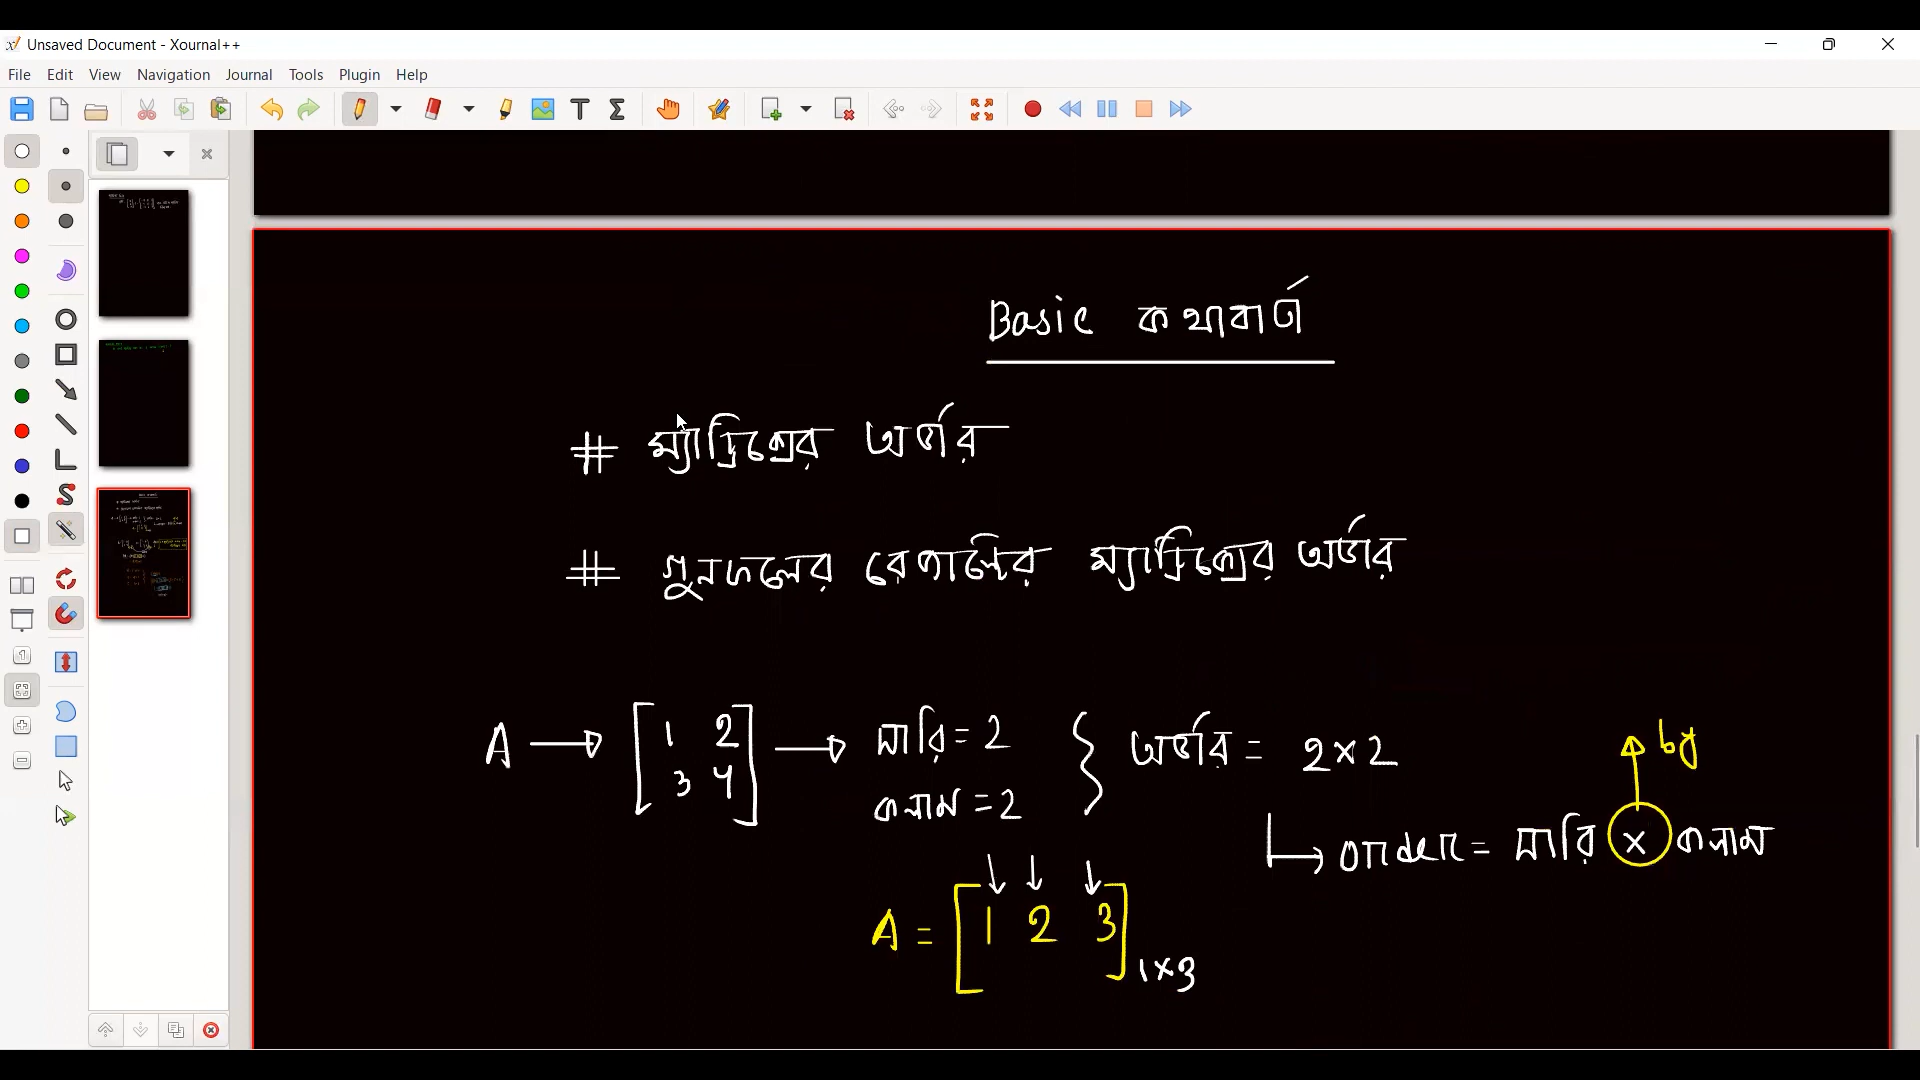 Unsaved Document - Xournal++
File Edit View Navigation Journal Tools Plugin Help
Basic কথাবার্তা
# ম্যাট্রিক্সের অর্ডার
# গুনফলের রেজাল্টের ম্যাট্রিক্সের অর্ডার
A → [1 2
3 4] → সারি = 2
কলাম = 2 } অর্ডার = 2×2
by
↳ order = সারি × কলাম
A = [1 2 3] 1×3